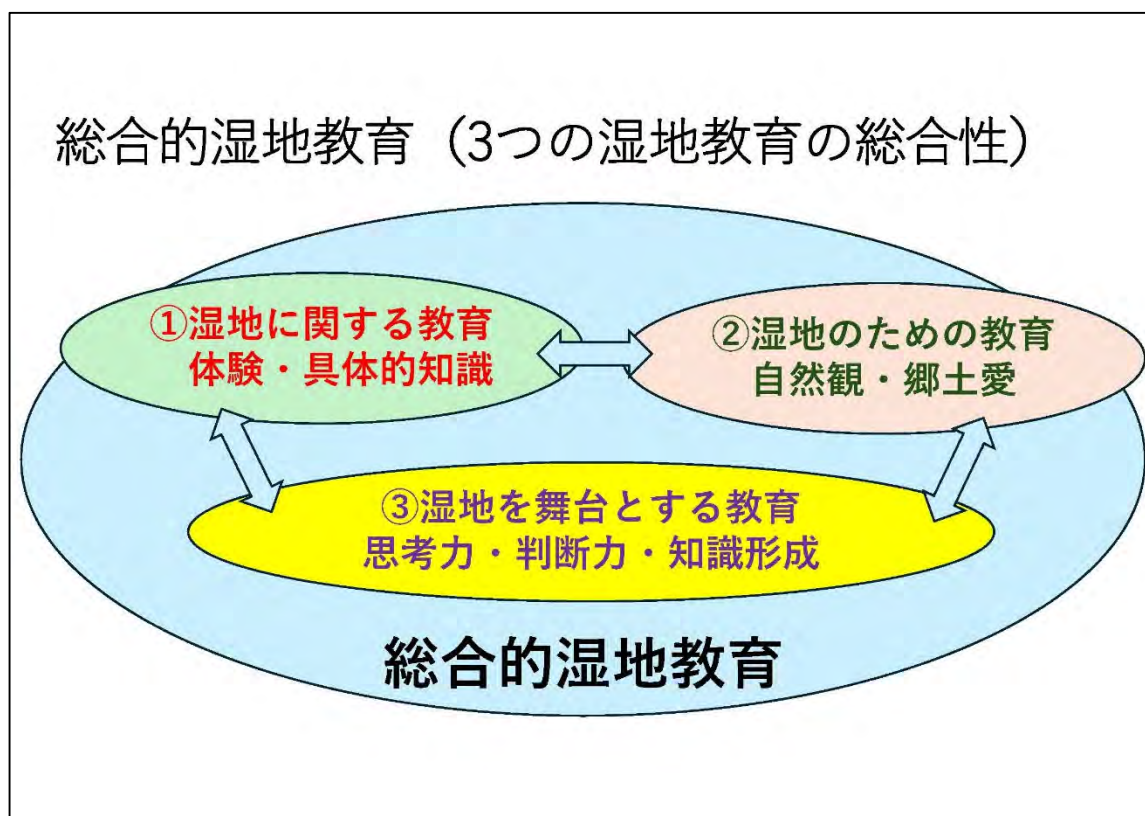 総合的湿地教育（3つの湿地教育の総合性）
①湿地に関する教育
体験・具体的知識
②湿地のための教育
自然観・郷土愛
③湿地を舞台とする教育
思考力・判断力・知識形成
総合的湿地教育